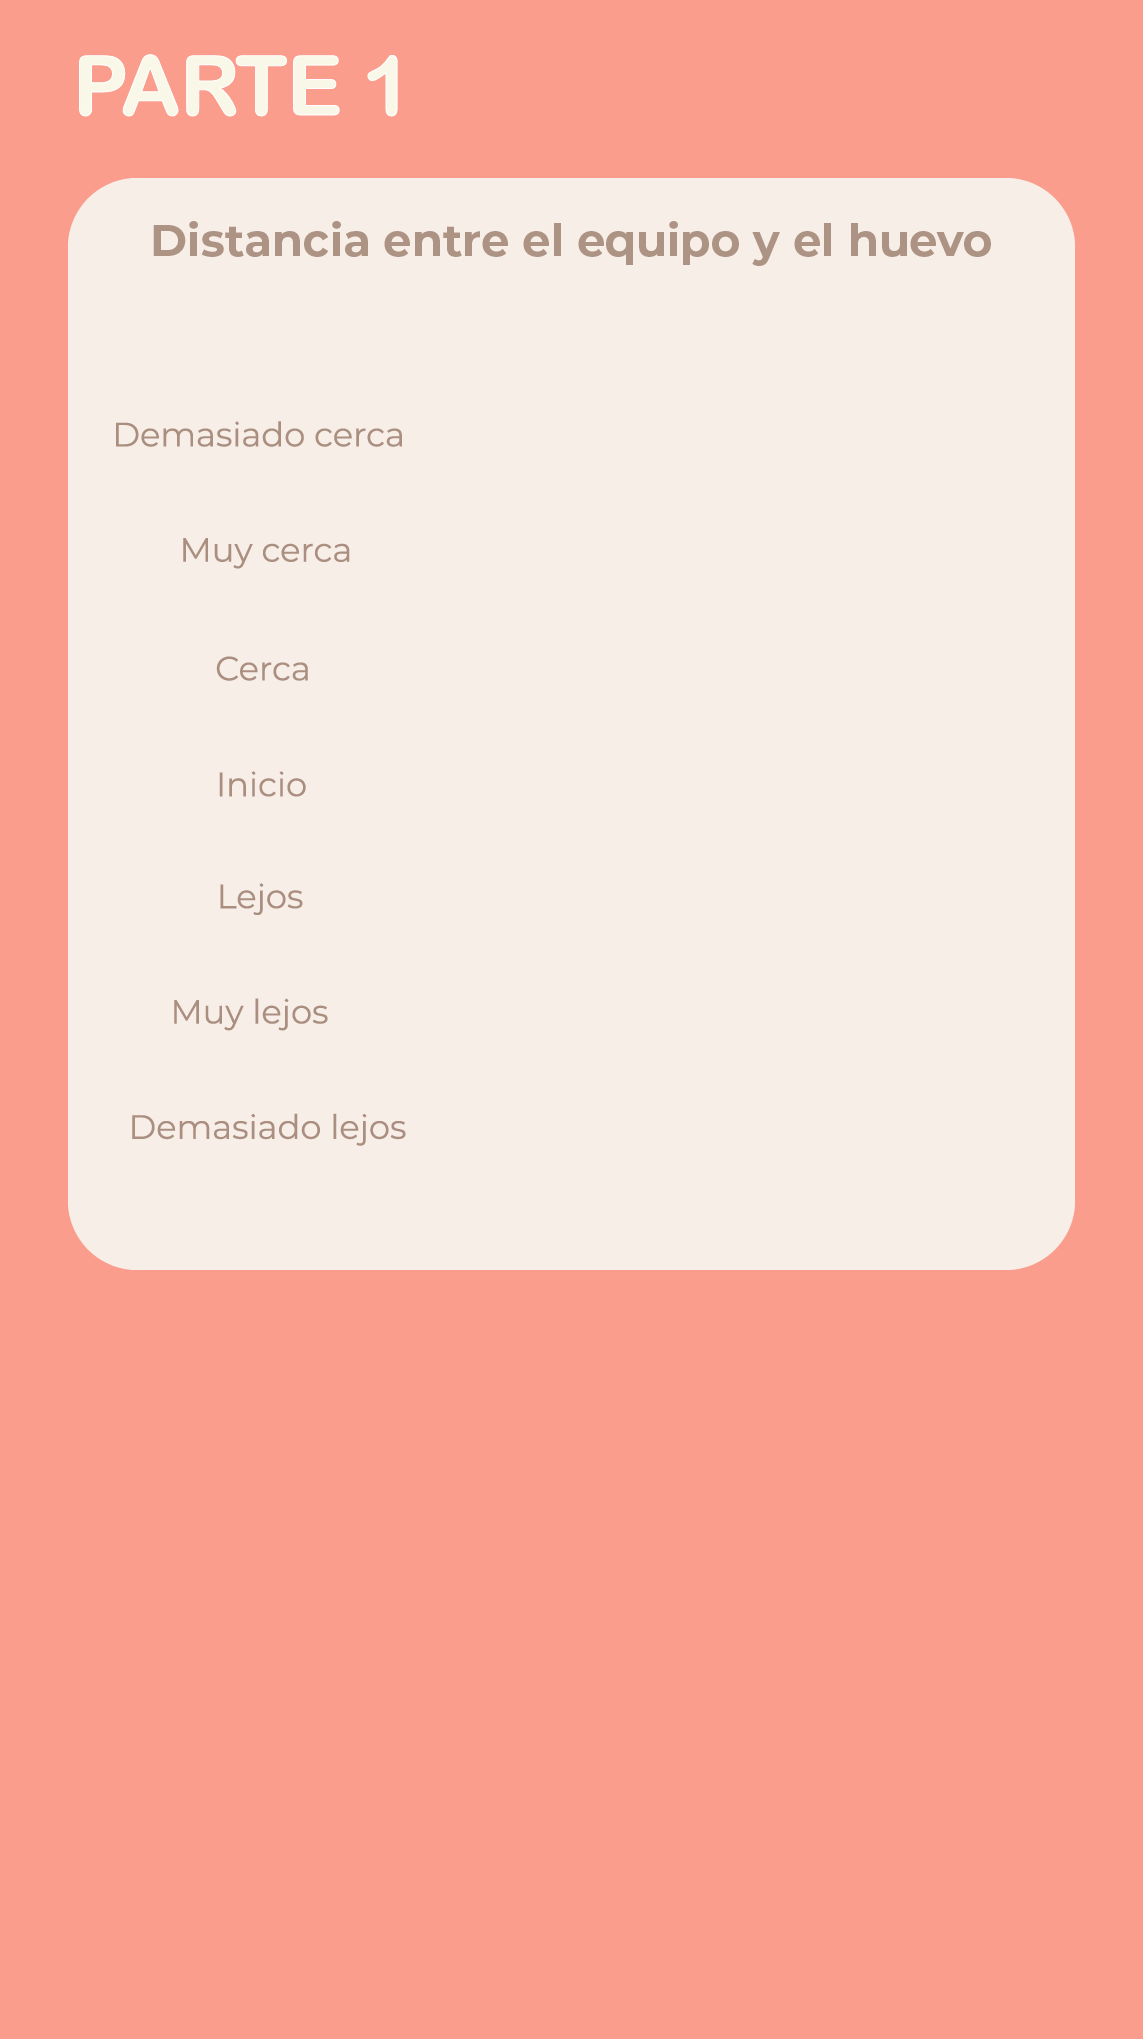 PARTE 1
Distancia entre el equipo y el huevo
Demasiado cerca
Muy cerca
Cerca
Inicio
Lejos
Muy lejos
Demasiado lejos